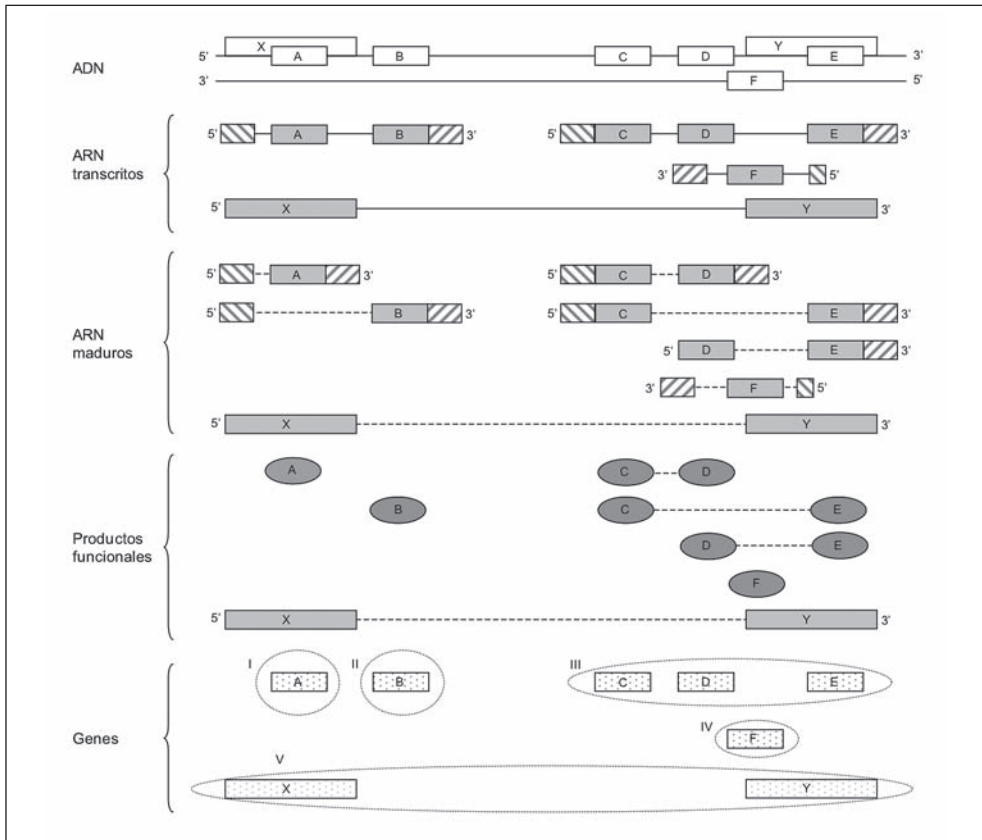 ADN
5' X A B C D Y E 3'
3' F 5'
ARN transcritos
5' A B 3' 5' C D E 3'
3' F 5'
5' X Y 3'
ARN maduros
5' A 3' 5' C D 3'
5' B 3' 5' C E 3'
5' D E 3'
3' F 5'
5' X Y 3'
Productos funcionales
A C D
B C E
D E
F
5' X Y 3'
Genes
I A II B III C D E
IV F
V
X Y